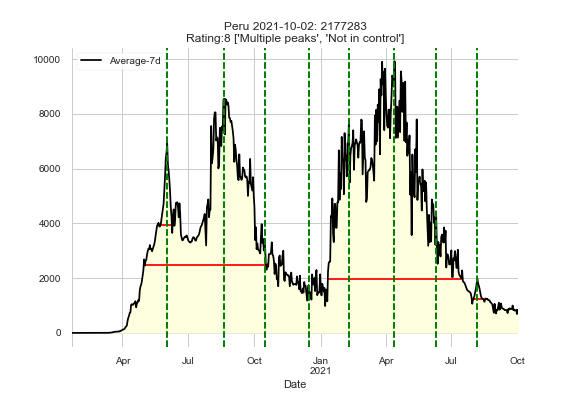 Peru 2021-10-02: 2177283
Rating:8 ['Multiple peaks', 'Not in control']
Average-7d
10000
8000
6000
4000
2000
0
Apr Jul Oct Jan Apr Jul Oct
2021
Date